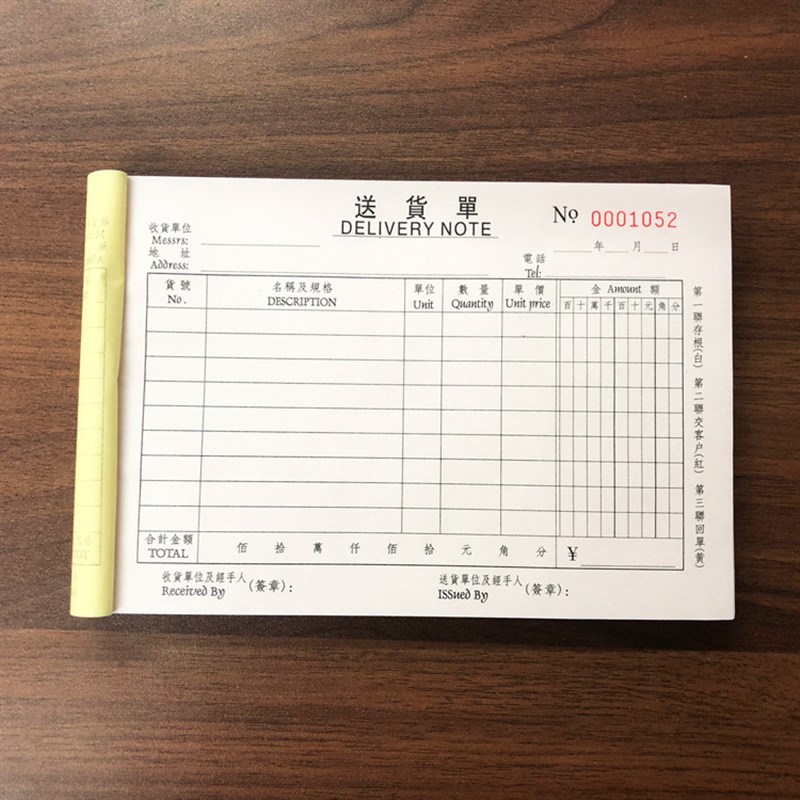 送貨單
DELIVERY NOTE
No 0001052
收貨單位
Messrs:
年 月 日
地 址
Address:
電話
Tel:
貨號 名稱及規格 單位 數量 單價 金 Amount 額
No. DESCRIPTION Unit Quantity Unit price 百 十 萬 千 百 十 元 角 分
合計金額
TOTAL
佰 拾 萬 仟 佰 拾 元 角 分 ¥
收貨單位及經手人 (簽章):
Received By
送貨單位及經手人 (簽章):
ISSued By
第一聯存根(白) 第二聯交客户(紅) 第三聯回單(黃)